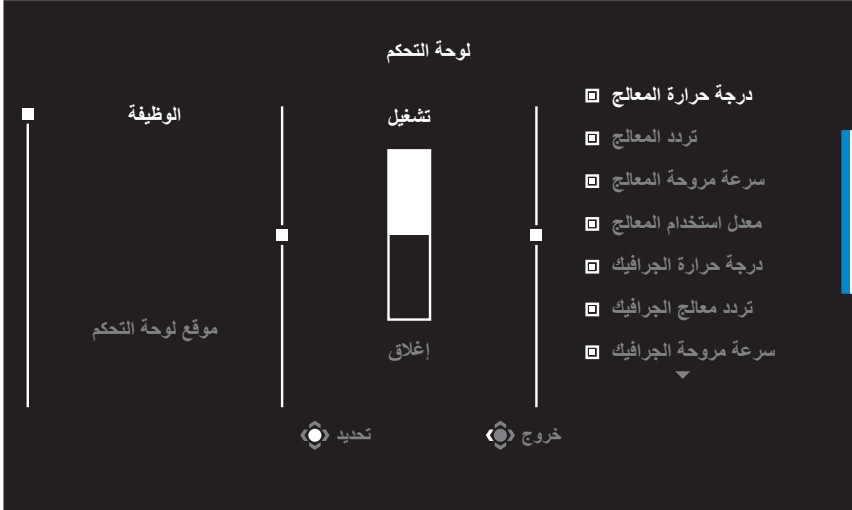 لوحة التحكم
الوظيفة
موقع لوحة التحكم
تشغيل
إغلاق
درجة حرارة المعالج
تردد المعالج
سرعة مروحة المعالج
معدل استخدام المعالج
درجة حرارة الجرافيك
تردد معالج الجرافيك
سرعة مروحة الجرافيك
تحديد
خروج